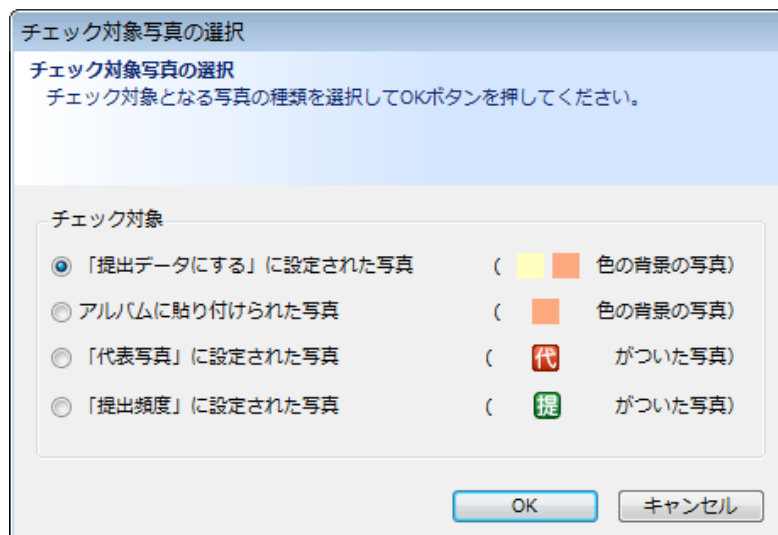 チェック対象写真の選択
チェック対象写真の選択
チェック対象となる写真の種類を選択してOKボタンを押してください。
チェック対象
「提出データにする」に設定された写真 ( 色の背景の写真)
アルバムに貼り付けられた写真 ( 色の背景の写真)
「代表写真」に設定された写真 ( 代 がついた写真)
「提出頻度」に設定された写真 ( 提 がついた写真)
OK キャンセル